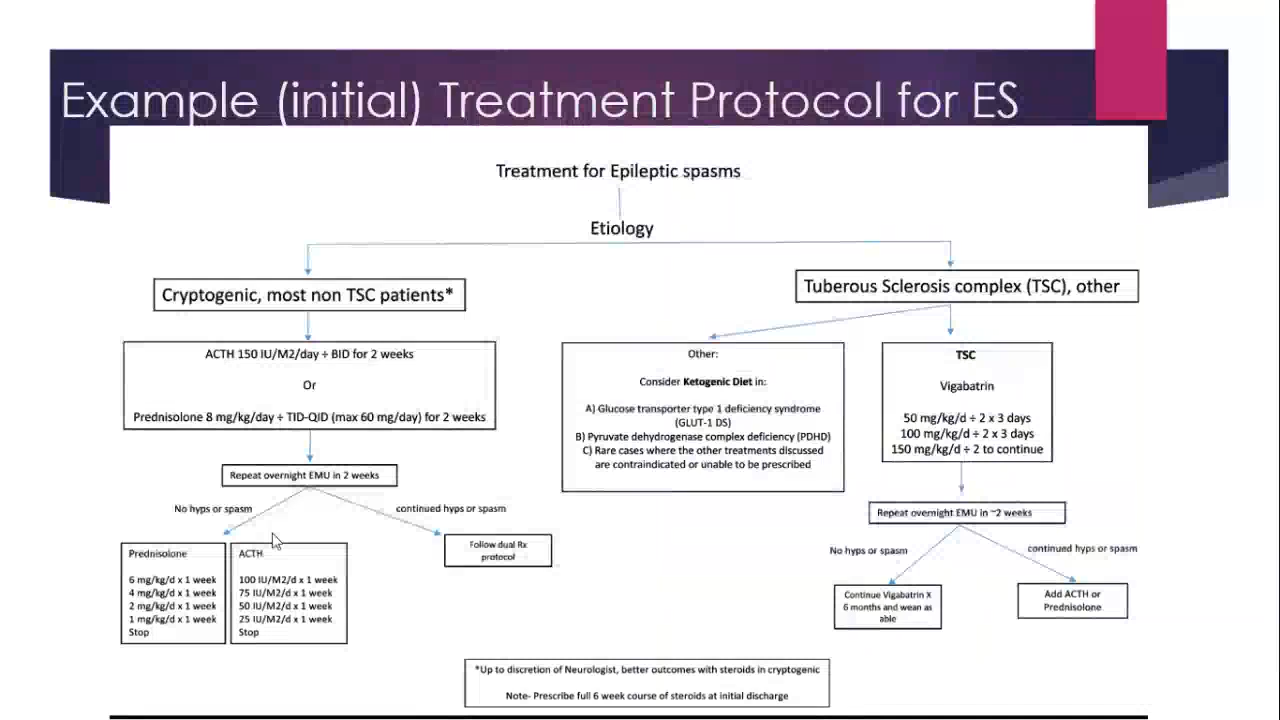 Example (initial) Treatment Protocol for ES
Treatment for Epileptic spasms
Etiology
Cryptogenic, most non TSC patients*
Tuberous Sclerosis complex (TSC), other
ACTH 150 IU/M2/day ÷ BID for 2 weeks
Or
Prednisolone 8 mg/kg/day ÷ TID-QID (max 60 mg/day) for 2 weeks
Other:
Consider Ketogenic Diet in:
A) Glucose transporter type 1 deficiency syndrome
(GLUT-1 DS)
B) Pyruvate dehydrogenase complex deficiency (PDHD)
C) Rare cases where the other treatments discussed
are contraindicated or unable to be prescribed
TSC
Vigabatrin
50 mg/kg/d ÷ 2 x 3 days
100 mg/kg/d ÷ 2 x 3 days
150 mg/kg/d ÷ 2 to continue
Repeat overnight EMU in 2 weeks
No hyps or spasm
continued hyps or spasm
Prednisolone
6 mg/kg/d x 1 week
4 mg/kg/d x 1 week
2 mg/kg/d x 1 week
1 mg/kg/d x 1 week
Stop
ACTH
100 IU/M2/d x 1 week
75 IU/M2/d x 1 week
50 IU/M2/d x 1 week
25 IU/M2/d x 1 week
Stop
Follow dual Rx
protocol
Repeat overnight EMU in ~2 weeks
No hyps or spasm
continued hyps or spasm
Continue Vigabatrin X
6 months and wean as
able
Add ACTH or
Prednisolone
*Up to discretion of Neurologist, better outcomes with steroids in cryptogenic
Note- Prescribe full 6 week course of steroids at initial discharge